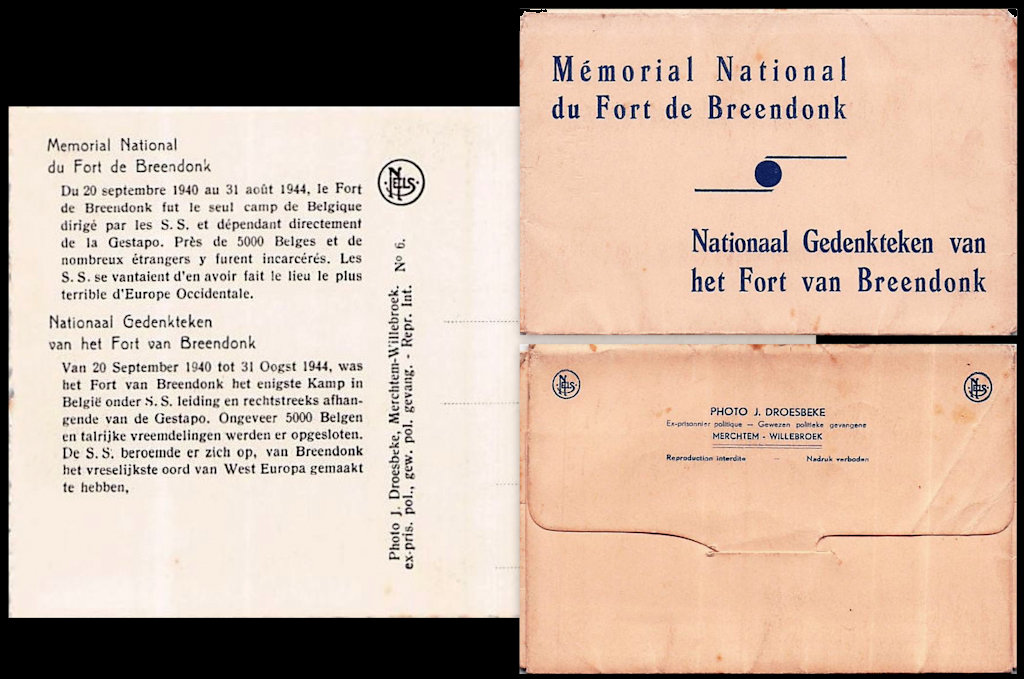 Memorial National
du Fort de Breendonk
Du 20 septembre 1940 au 31 août 1944, le Fort
de Breendonk fut le seul camp de Belgique
dirigé par les S. S. et dépendant directement
de la Gestapo. Près de 5000 Belges et de
nombreux étrangers y furent incarcérés. Les
S. S. se vantaient d'en avoir fait le lieu le plus
terrible d'Europe Occidentale.
Nationaal Gedenkteken
van het Fort van Breendonk
Van 20 September 1940 tot 31 Oogst 1944, was
het Fort van Breendonk het enigste Kamp in
België onder S. S. leiding en rechtstreeks afhan-
gende van de Gestapo. Ongeveer 5000 Belgen
en talrijke vreemdelingen werden er opgesloten.
De S. S. beroemde er zich op, van Breendonk
het vreselijkste oord van West Europa gemaakt
te hebben,
NELS
Photo J. Droesbeke, Merchtem-Willebroek. No 6.
ex-pris. pol., gew. pol. gevang. - Repr. Int.
Mémorial National
du Fort de Breendonk
Nationaal Gedenkteken van
het Fort van Breendonk
NELS
NELS
PHOTO J. DROESBEKE
Ex-prisonnier politique — Gewezen politieke gevangene
MERCHTEM - WILLEBROEK
Reproduction interdite - Nadruk verboden